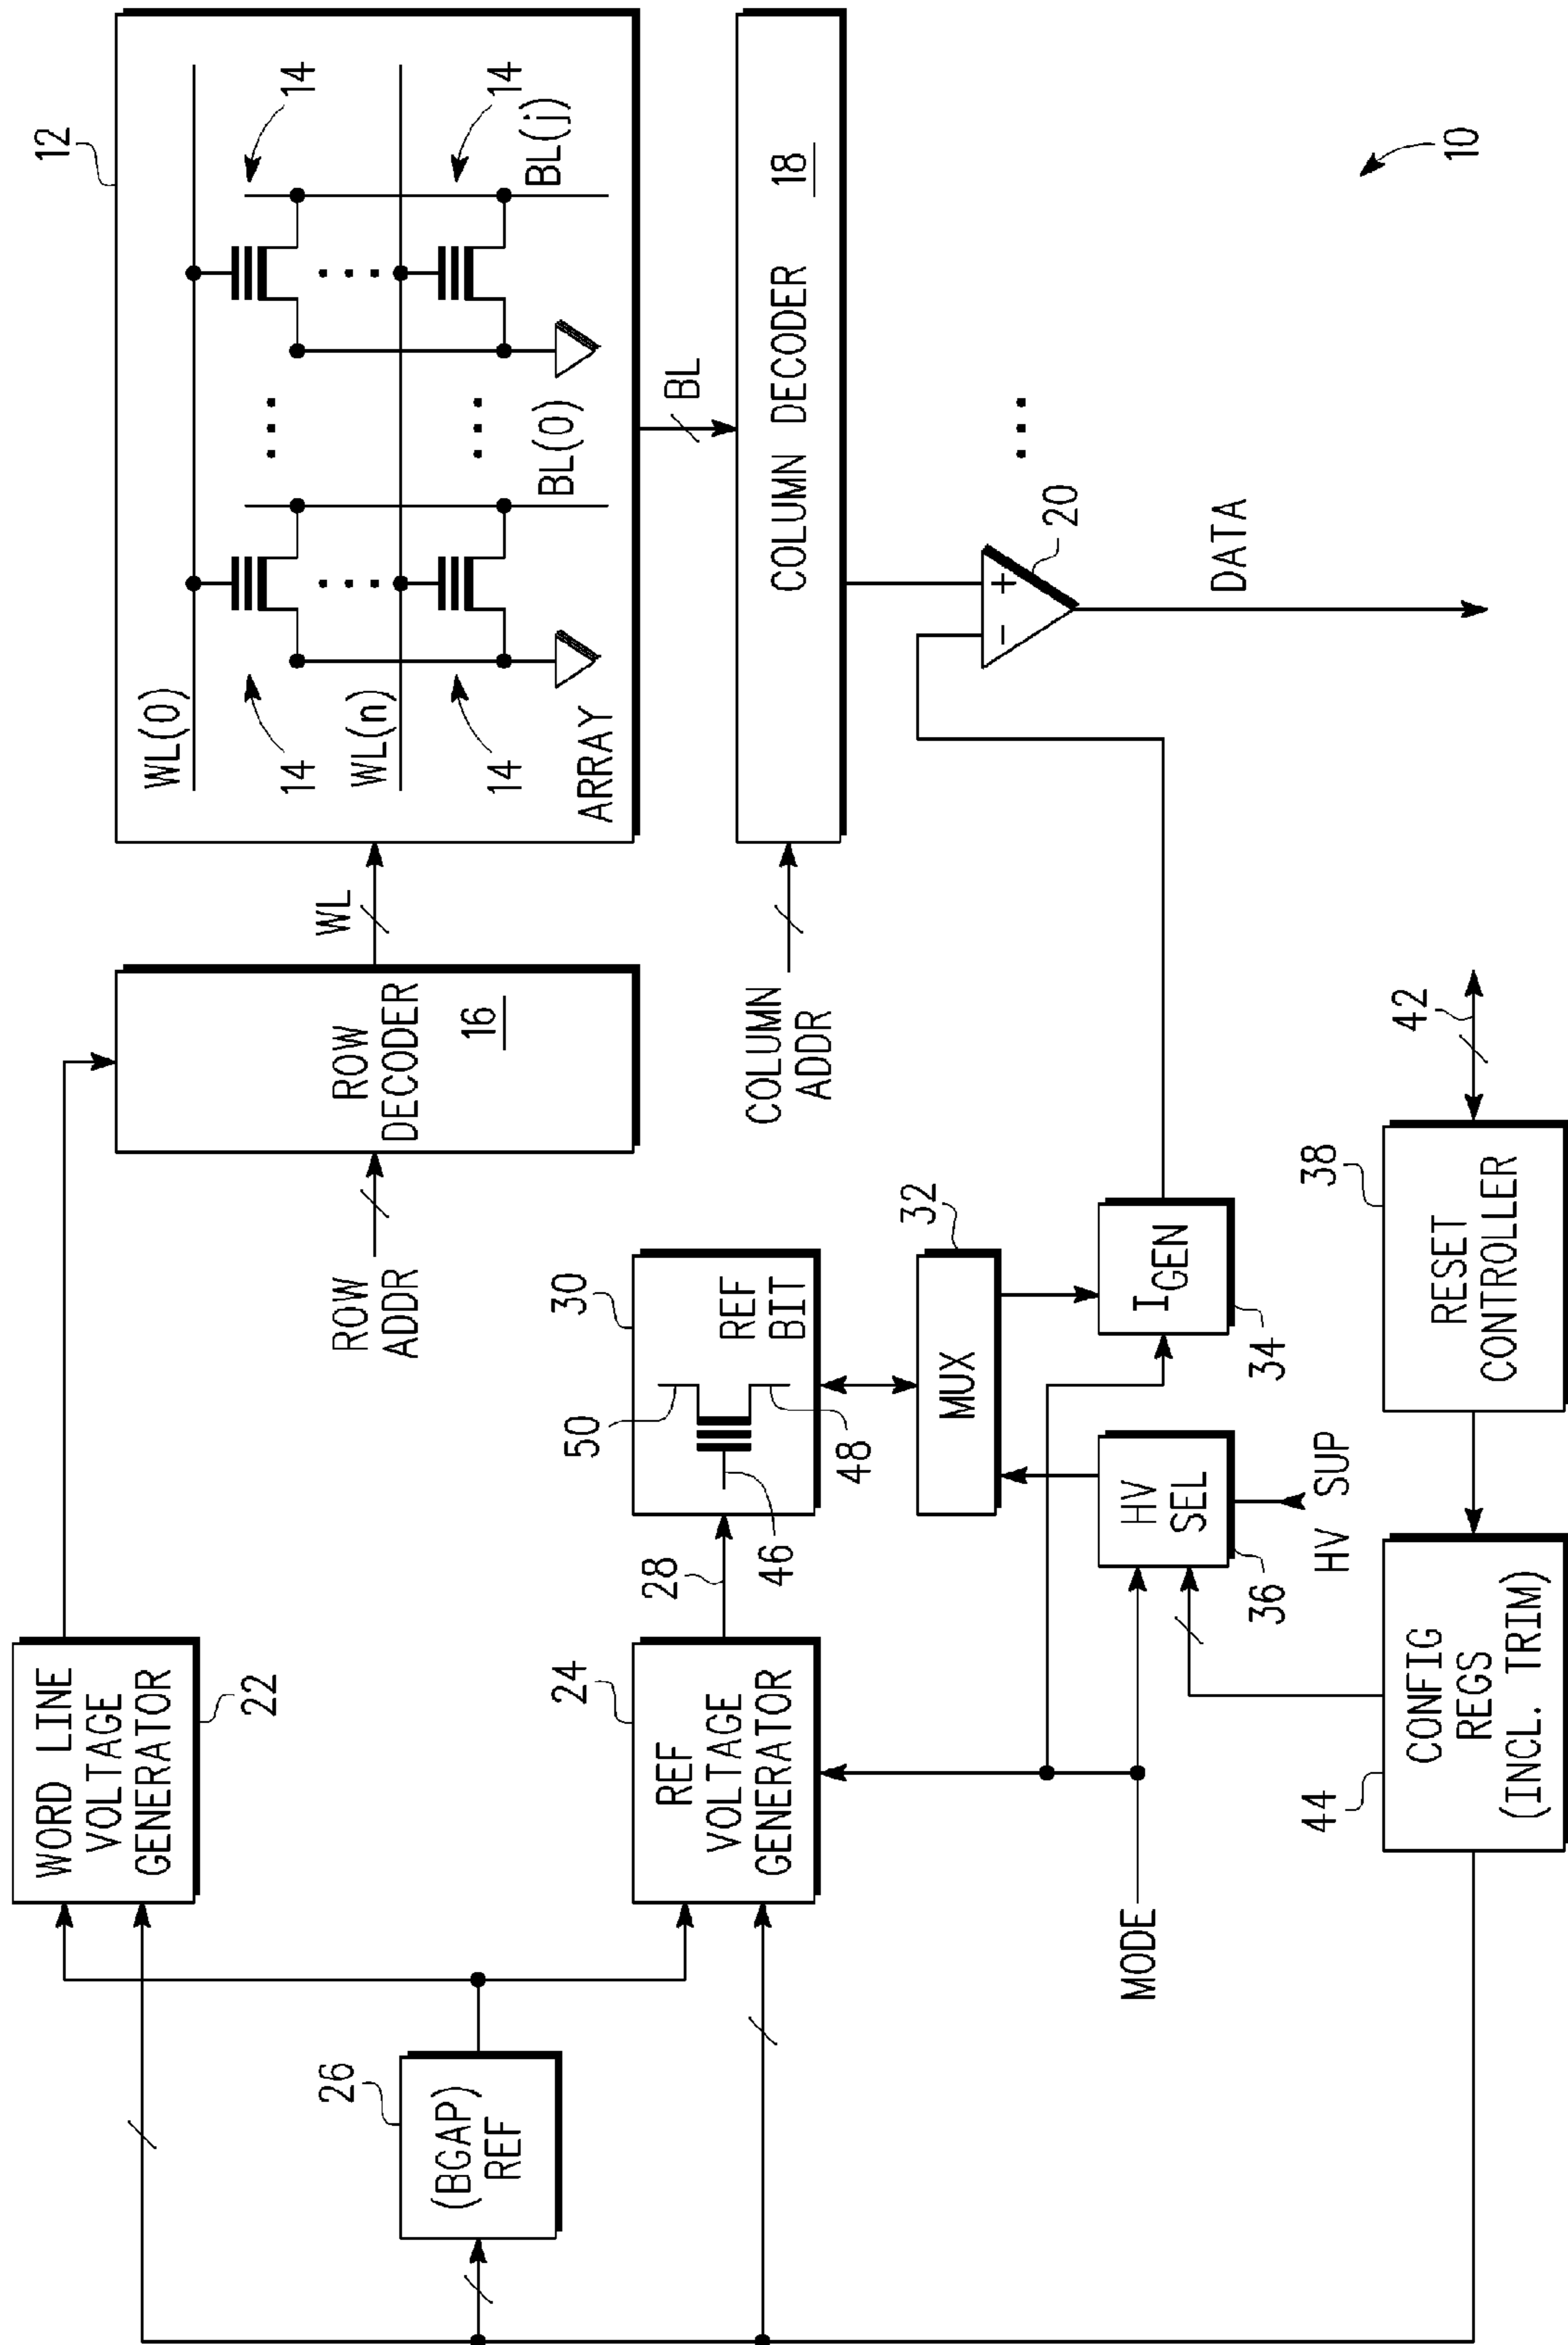 WORD LINE
VOLTAGE
GENERATOR
22
ROW
DECODER
16
WL
12
WL(0)
WL(n)
14
14
14
14
BL(0)
BL(j)
ARRAY
ROW
ADDR
26
(BGAP)
REF
24
REF
VOLTAGE
GENERATOR
28
30
50
46
48
REF
BIT
COLUMN
ADDR
BL
COLUMN DECODER
18
32
MUX
MODE
HV
SEL
36
HV SUP
IGEN
34
+
−
20
DATA
44
CONFIG
REGS
(INCL. TRIM)
38
RESET
CONTROLLER
42
10